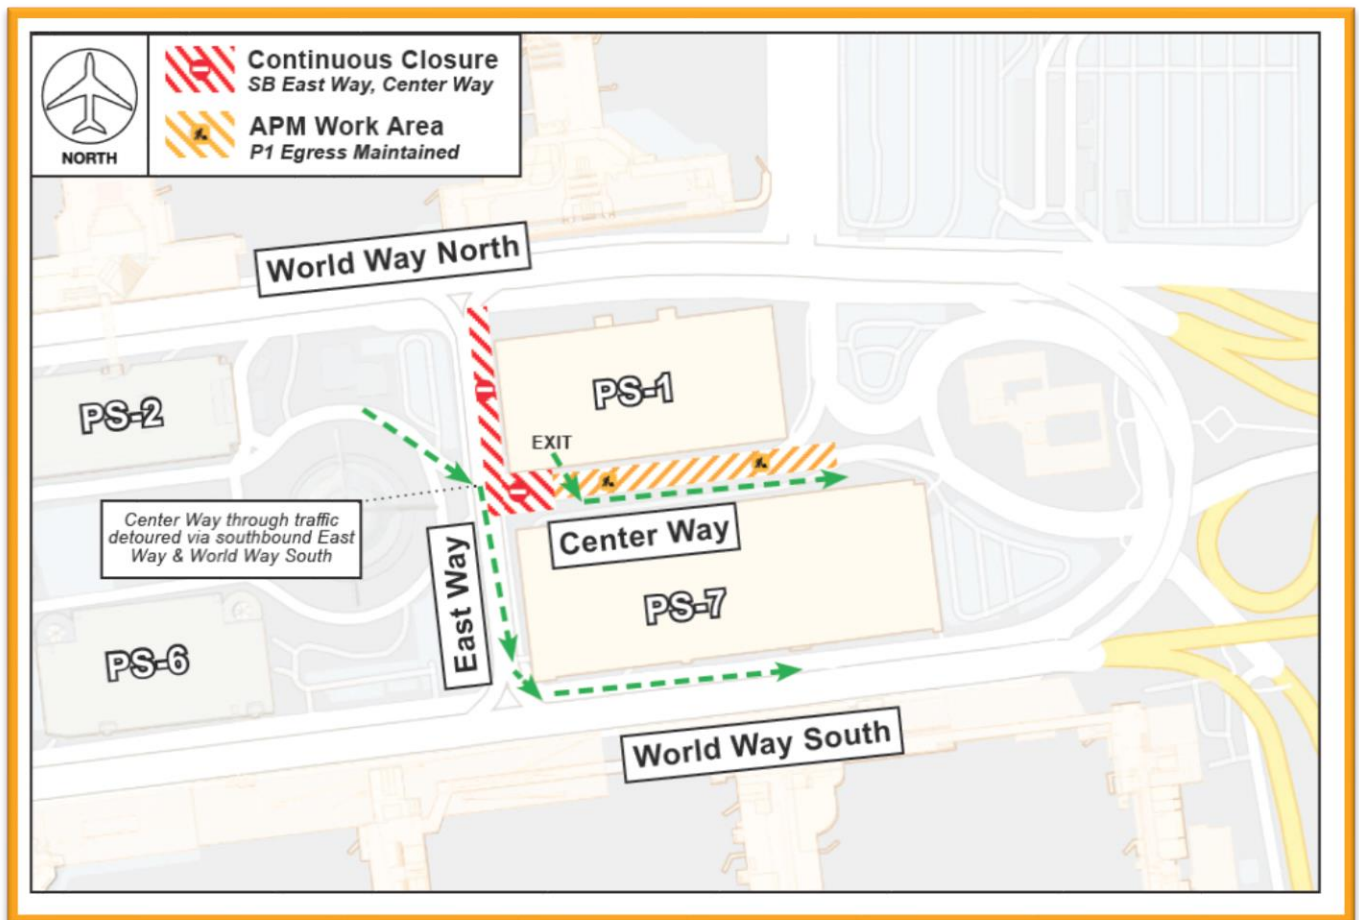 NORTH
Continuous Closure
SB East Way, Center Way
APM Work Area
P1 Egress Maintained
World Way North
PS-1
PS-2
EXIT
Center Way through traffic
detoured via southbound East
Way & World Way South
Center Way
East Way
PS-7
PS-6
World Way South